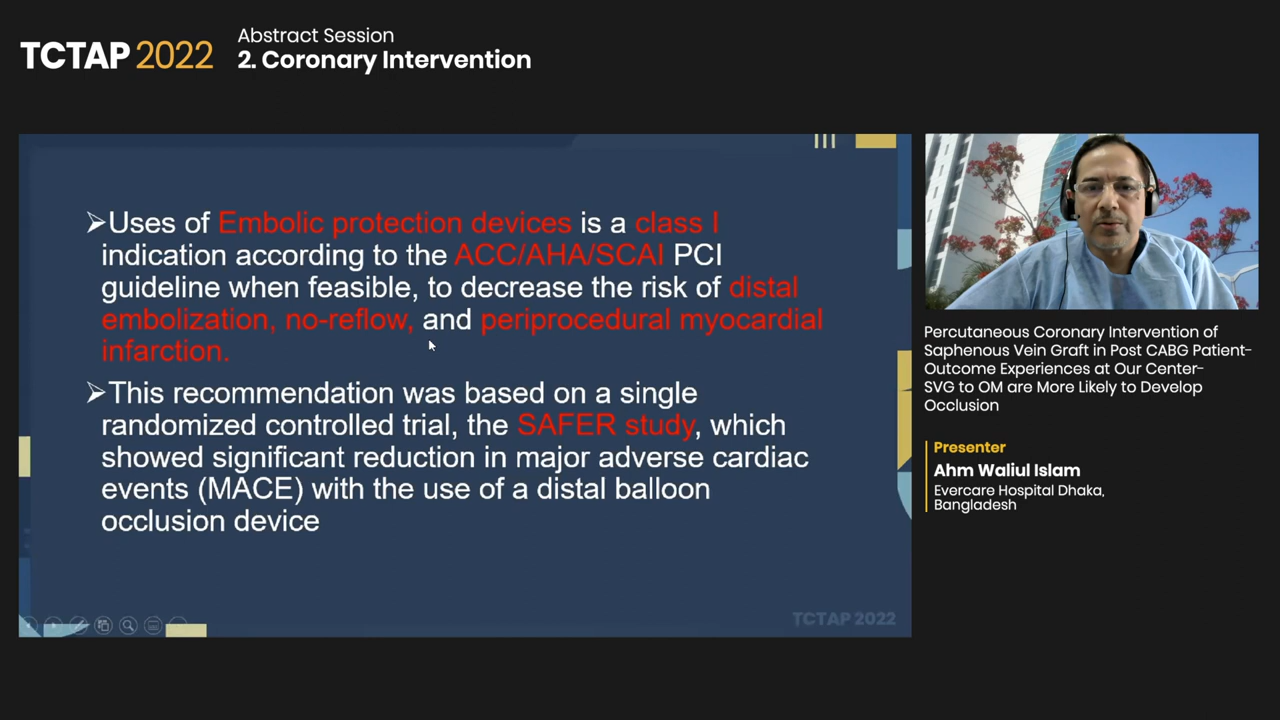 TCTAP 2022
Abstract Session
2. Coronary Intervention
➢Uses of Embolic protection devices is a class I
indication according to the ACC/AHA/SCAI PCI
guideline when feasible, to decrease the risk of distal
embolization, no-reflow, and periprocedural myocardial
infarction.
➢This recommendation was based on a single
randomized controlled trial, the SAFER study, which
showed significant reduction in major adverse cardiac
events (MACE) with the use of a distal balloon
occlusion device
TCTAP 2022
Percutaneous Coronary Intervention of
Saphenous Vein Graft in Post CABG Patient-
Outcome Experiences at Our Center-
SVG to OM are More Likely to Develop
Occlusion
Presenter
Ahm Waliul Islam
Evercare Hospital Dhaka,
Bangladesh